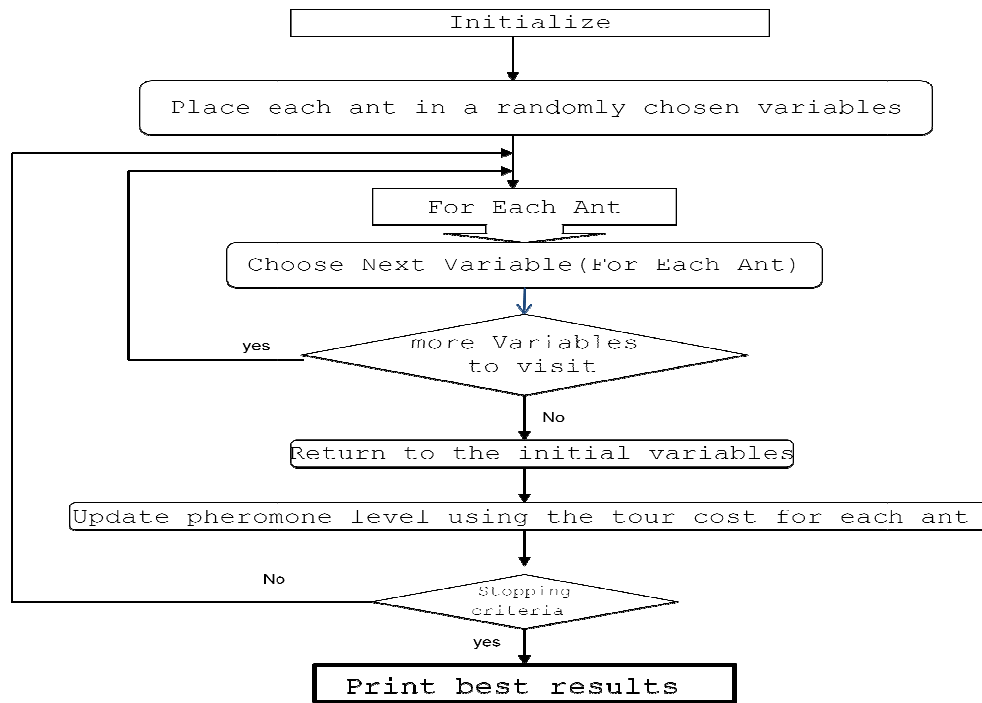 Initialize
Place each ant in a randomly chosen variables
For Each Ant
Choose Next Variable(For Each Ant)
yes
more Variables
to visit
No
Return to the initial variables
Update pheromone level using the tour cost for each ant
No
Stopping
criteria
yes
Print best results